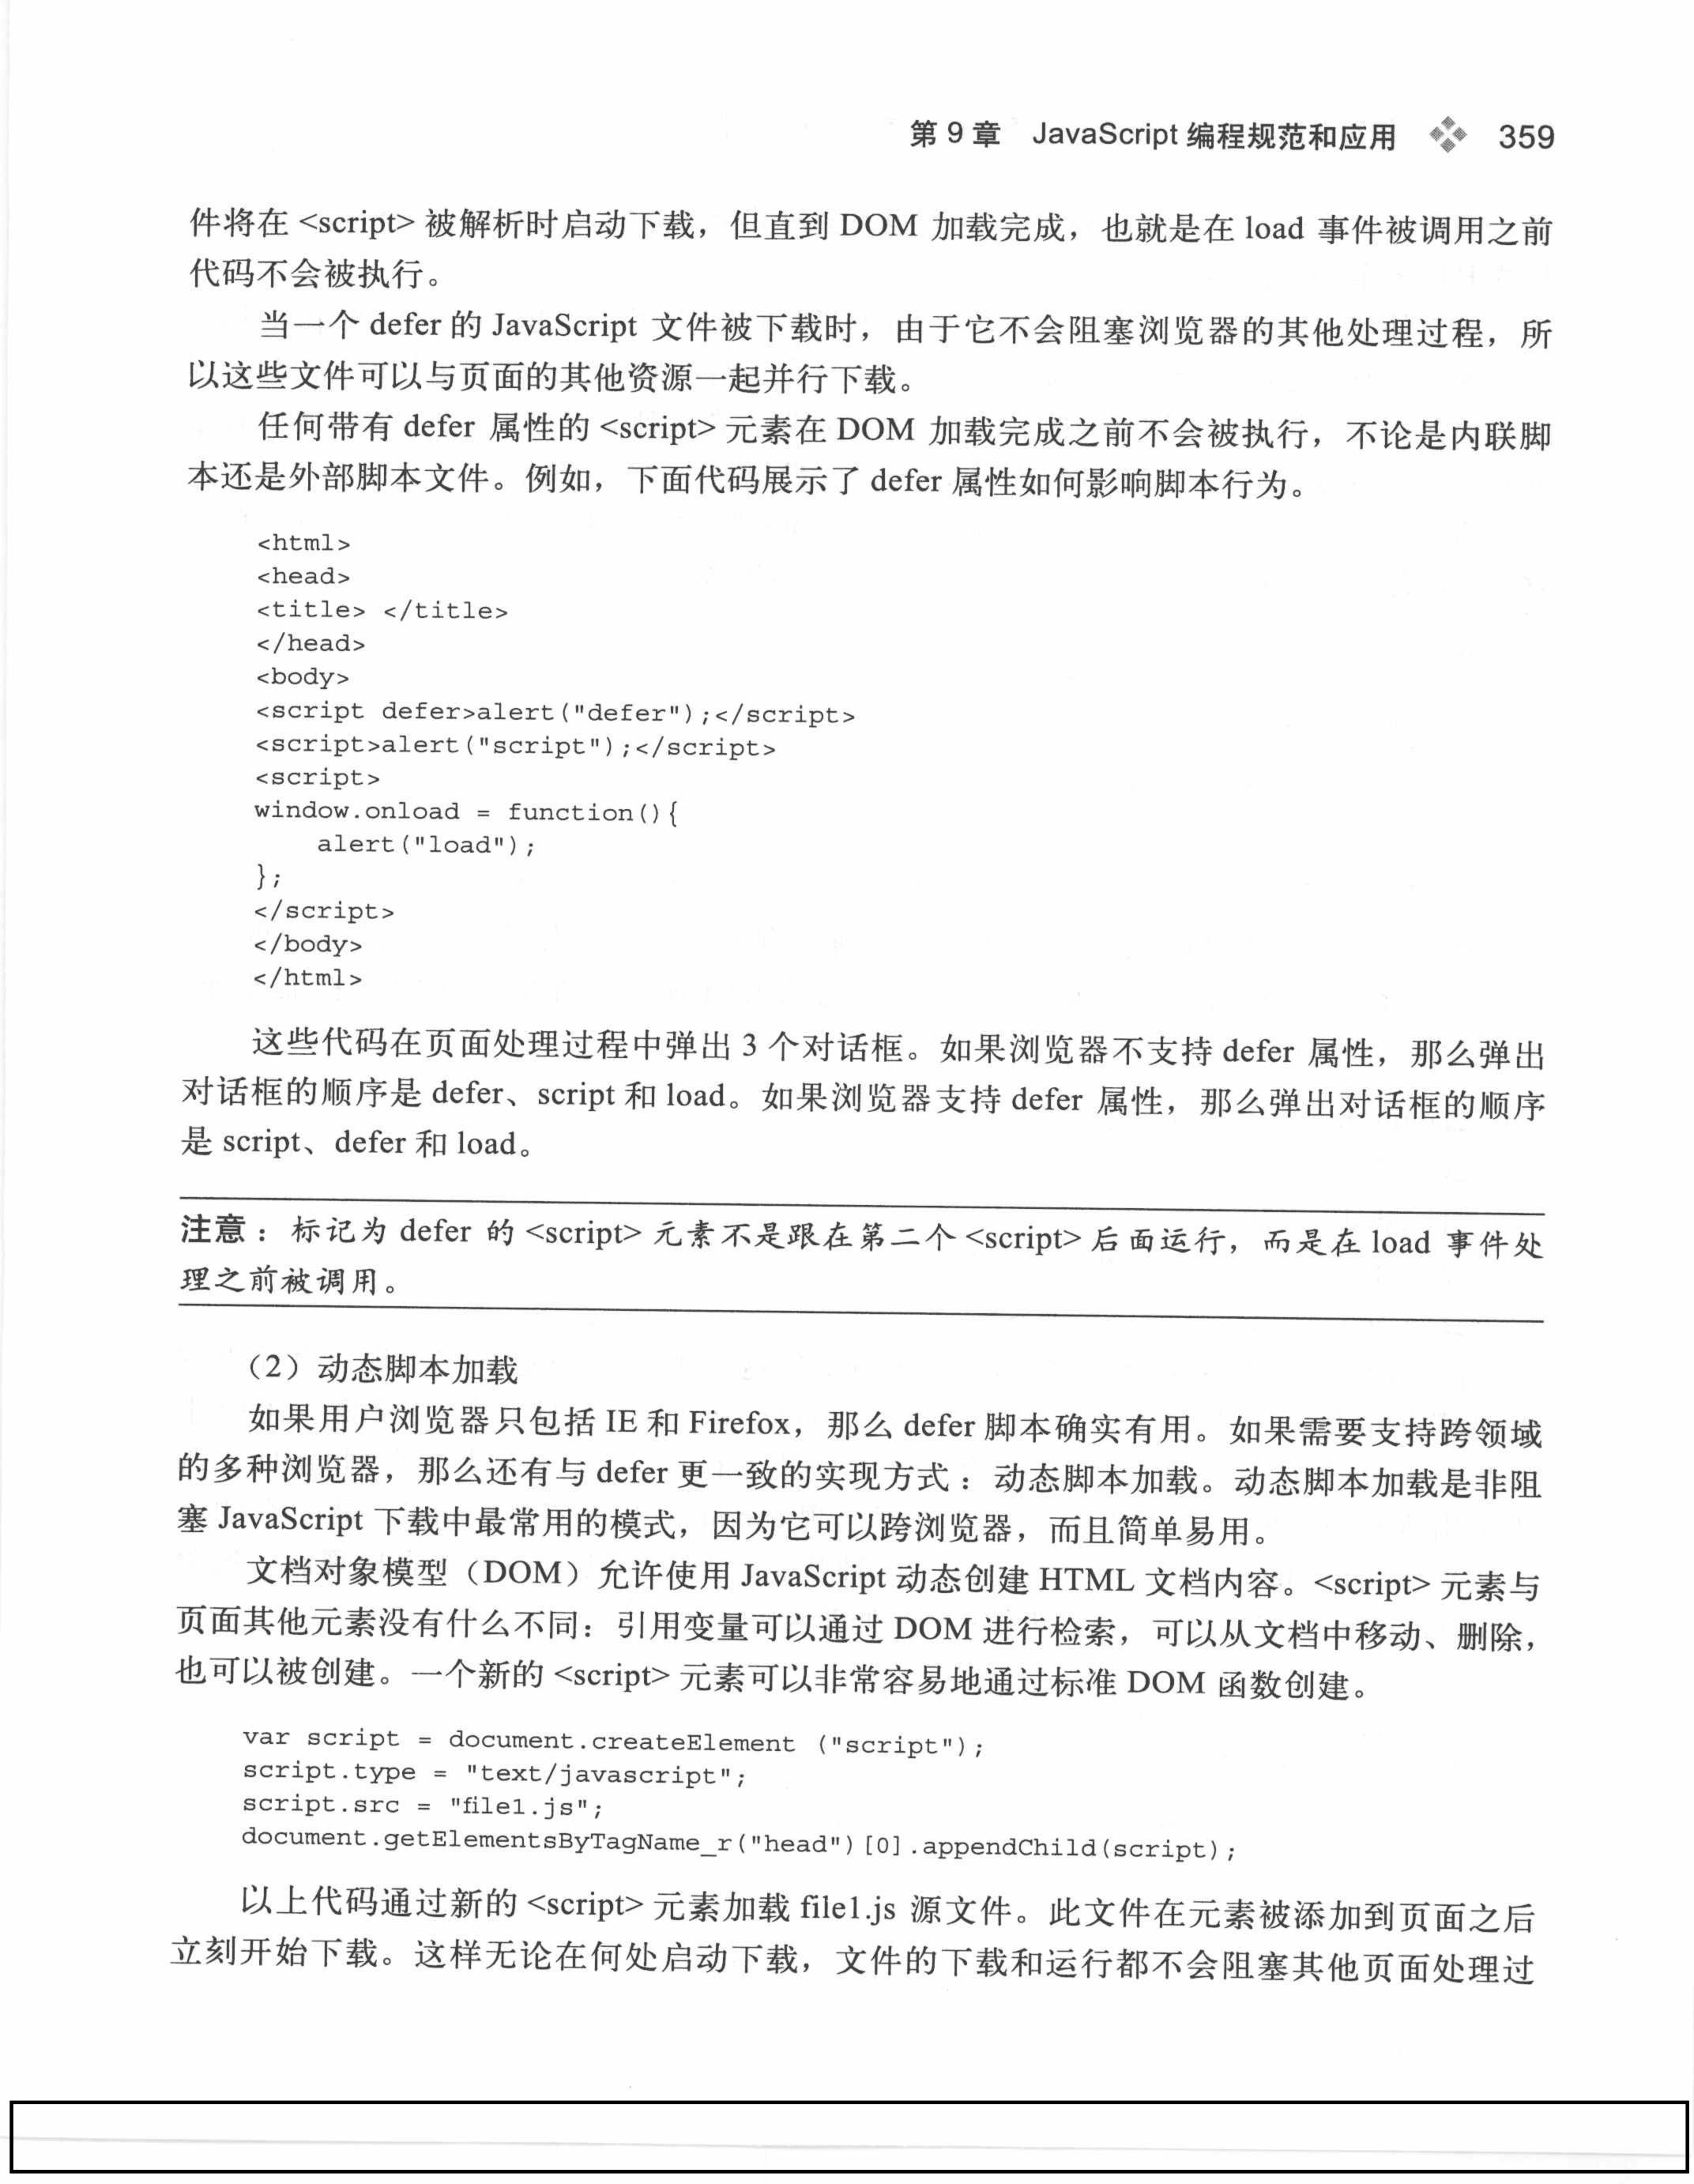 第 9 章 JavaScript 编程规范和应用 359
件将在 <script> 被解析时启动下载，但直到 DOM 加载完成，也就是在 load 事件被调用之前
代码不会被执行。
当一个 defer 的 JavaScript 文件被下载时，由于它不会阻塞浏览器的其他处理过程，所
以这些文件可以与页面的其他资源一起并行下载。
任何带有 defer 属性的 <script> 元素在 DOM 加载完成之前不会被执行，不论是内联脚
本还是外部脚本文件。例如，下面代码展示了 defer 属性如何影响脚本行为。
<html>
<head>
<title> </title>
</head>
<body>
<script defer>alert("defer");</script>
<script>alert("script");</script>
<script>
window.onload = function(){
    alert("load");
};
</script>
</body>
</html>
这些代码在页面处理过程中弹出 3 个对话框。如果浏览器不支持 defer 属性，那么弹出
对话框的顺序是 defer、script 和 load。如果浏览器支持 defer 属性，那么弹出对话框的顺序
是 script、defer 和 load。
注意：标记为 defer 的 <script> 元素不是跟在第二个 <script> 后面运行，而是在 load 事件处
理之前被调用。
（2）动态脚本加载
如果用户浏览器只包括 IE 和 Firefox，那么 defer 脚本确实有用。如果需要支持跨领域
的多种浏览器，那么还有与 defer 更一致的实现方式：动态脚本加载。动态脚本加载是非阻
塞 JavaScript 下载中最常用的模式，因为它可以跨浏览器，而且简单易用。
文档对象模型（DOM）允许使用 JavaScript 动态创建 HTML 文档内容。<script> 元素与
页面其他元素没有什么不同：引用变量可以通过 DOM 进行检索，可以从文档中移动、删除，
也可以被创建。一个新的 <script> 元素可以非常容易地通过标准 DOM 函数创建。
var script = document.createElement ("script");
script.type = "text/javascript";
script.src = "file1.js";
document.getElementsByTagName_r("head")[0].appendChild(script);
以上代码通过新的 <script> 元素加载 file1.js 源文件。此文件在元素被添加到页面之后
立刻开始下载。这样无论在何处启动下载，文件的下载和运行都不会阻塞其他页面处理过